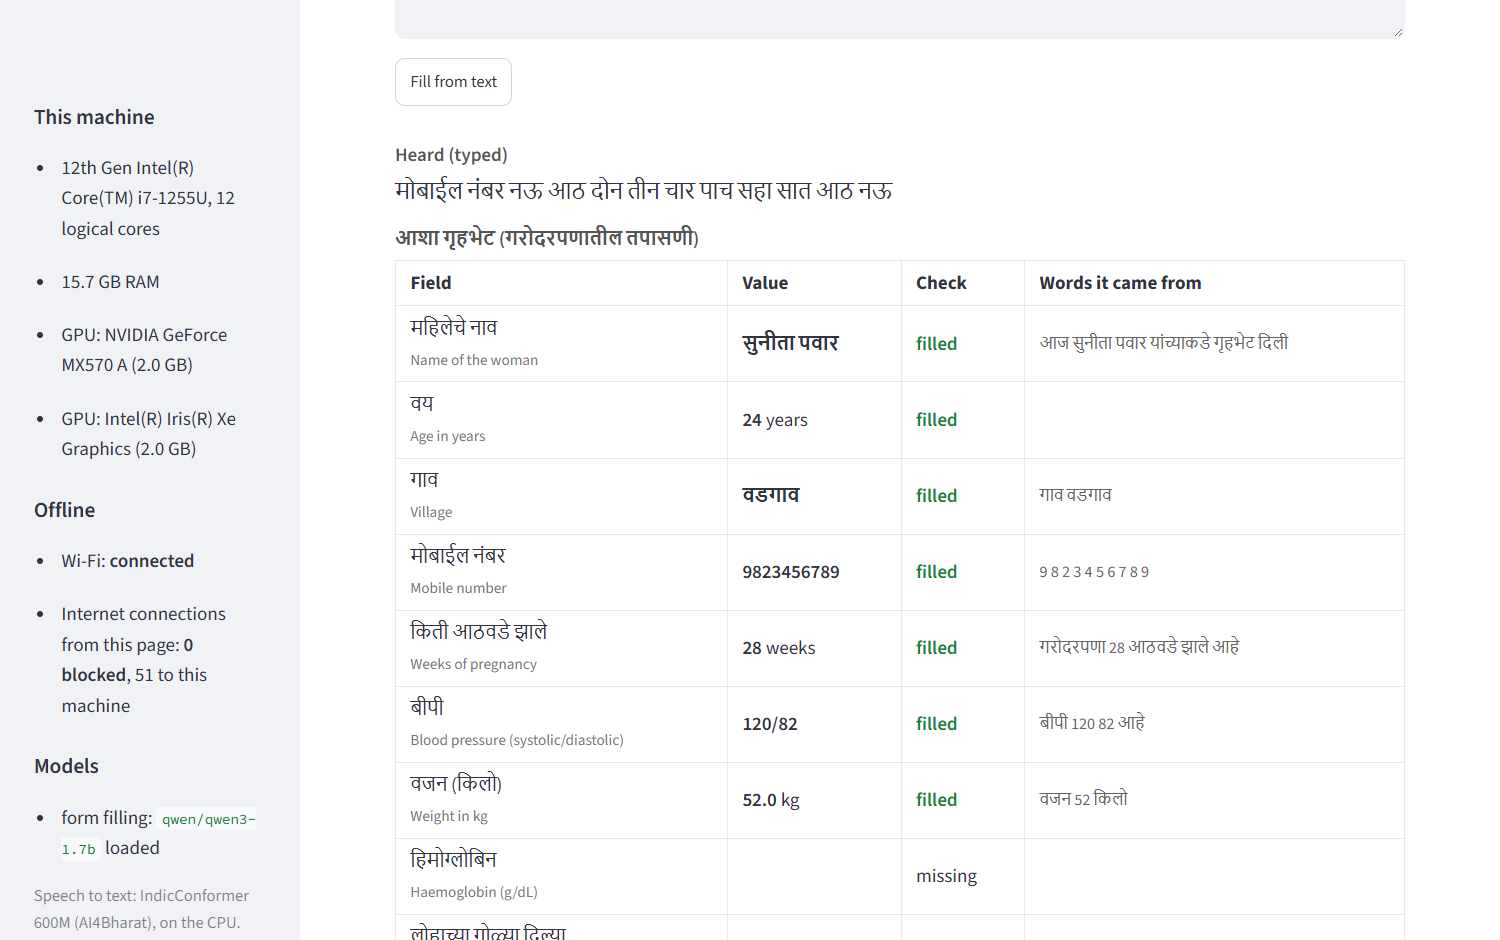 Fill from text
This machine
12th Gen Intel(R)
Core(TM) i7-1255U, 12
logical cores
15.7 GB RAM
GPU: NVIDIA GeForce
MX570 A (2.0 GB)
GPU: Intel(R) Iris(R) Xe
Graphics (2.0 GB)
Offline
Wi-Fi: connected
Internet connections
from this page: 0
blocked, 51 to this
machine
Models
form filling: qwen/qwen3-
1.7b loaded
Speech to text: IndicConformer
600M (AI4Bharat), on the CPU.
Heard (typed)
मोबाईल नंबर नऊ आठ दोन तीन चार पाच सहा सात आठ नऊ
आशा गृहभेट (गरोदरपणातील तपासणी)
Field Value Check Words it came from
महिलेचे नाव
Name of the woman
सुनीता पवार filled आज सुनीता पवार यांच्याकडे गृहभेट दिली
वय
Age in years
24 years filled
गाव
Village
वडगाव filled गाव वडगाव
मोबाईल नंबर
Mobile number
9823456789 filled 9 8 2 3 4 5 6 7 8 9
किती आठवडे झाले
Weeks of pregnancy
28 weeks filled गरोदरपणा 28 आठवडे झाले आहे
बीपी
Blood pressure (systolic/diastolic)
120/82 filled बीपी 120 82 आहे
वजन (किलो)
Weight in kg
52.0 kg filled वजन 52 किलो
हिमोग्लोबिन
Haemoglobin (g/dL)
missing
लोहाच्या गोळ्या दिल्या